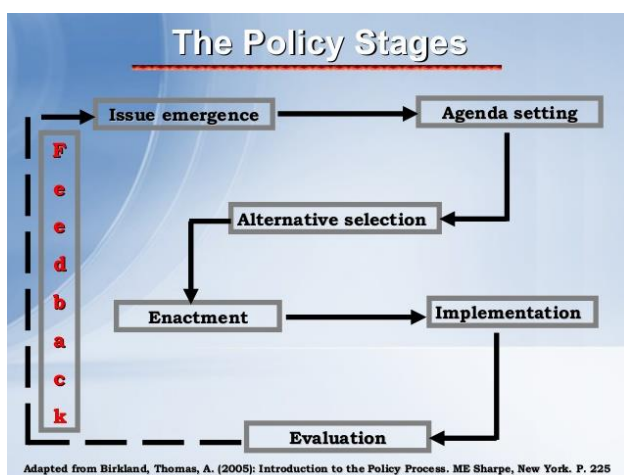 The Policy Stages
Issue emergence
Agenda setting
Feedback
Alternative selection
Enactment
Implementation
Evaluation
Adapted from Birkland, Thomas, A. (2005): Introduction to the Policy Process. ME Sharpe, New York. P. 225